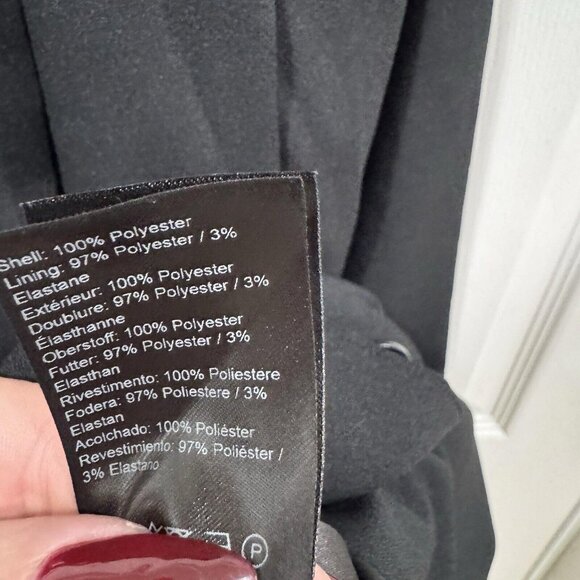 Shell: 100% Polyester
Lining: 97% Polyester / 3%
Elastane
Extérieur: 100% Polyester
Doublure: 97% Polyester / 3%
Élasthanne
Oberstoff: 100% Polyester
Futter: 97% Polyester / 3%
Elasthan
Rivestimento: 100% Poliestere
Fodera: 97% Poliestere / 3%
Elastan
Acolchado: 100% Poliéster
Revestimiento: 97% Poliéster /
3% Elastano
P